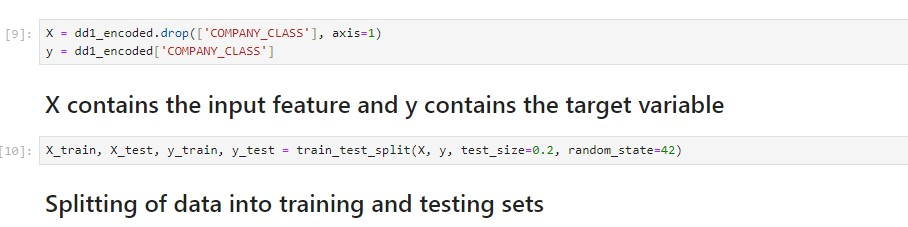 [9]: X = dd1_encoded.drop(['COMPANY_CLASS'], axis=1)
y = dd1_encoded['COMPANY_CLASS']
X contains the input feature and y contains the target variable
[10]: X_train, X_test, y_train, y_test = train_test_split(X, y, test_size=0.2, random_state=42)
Splitting of data into training and testing sets